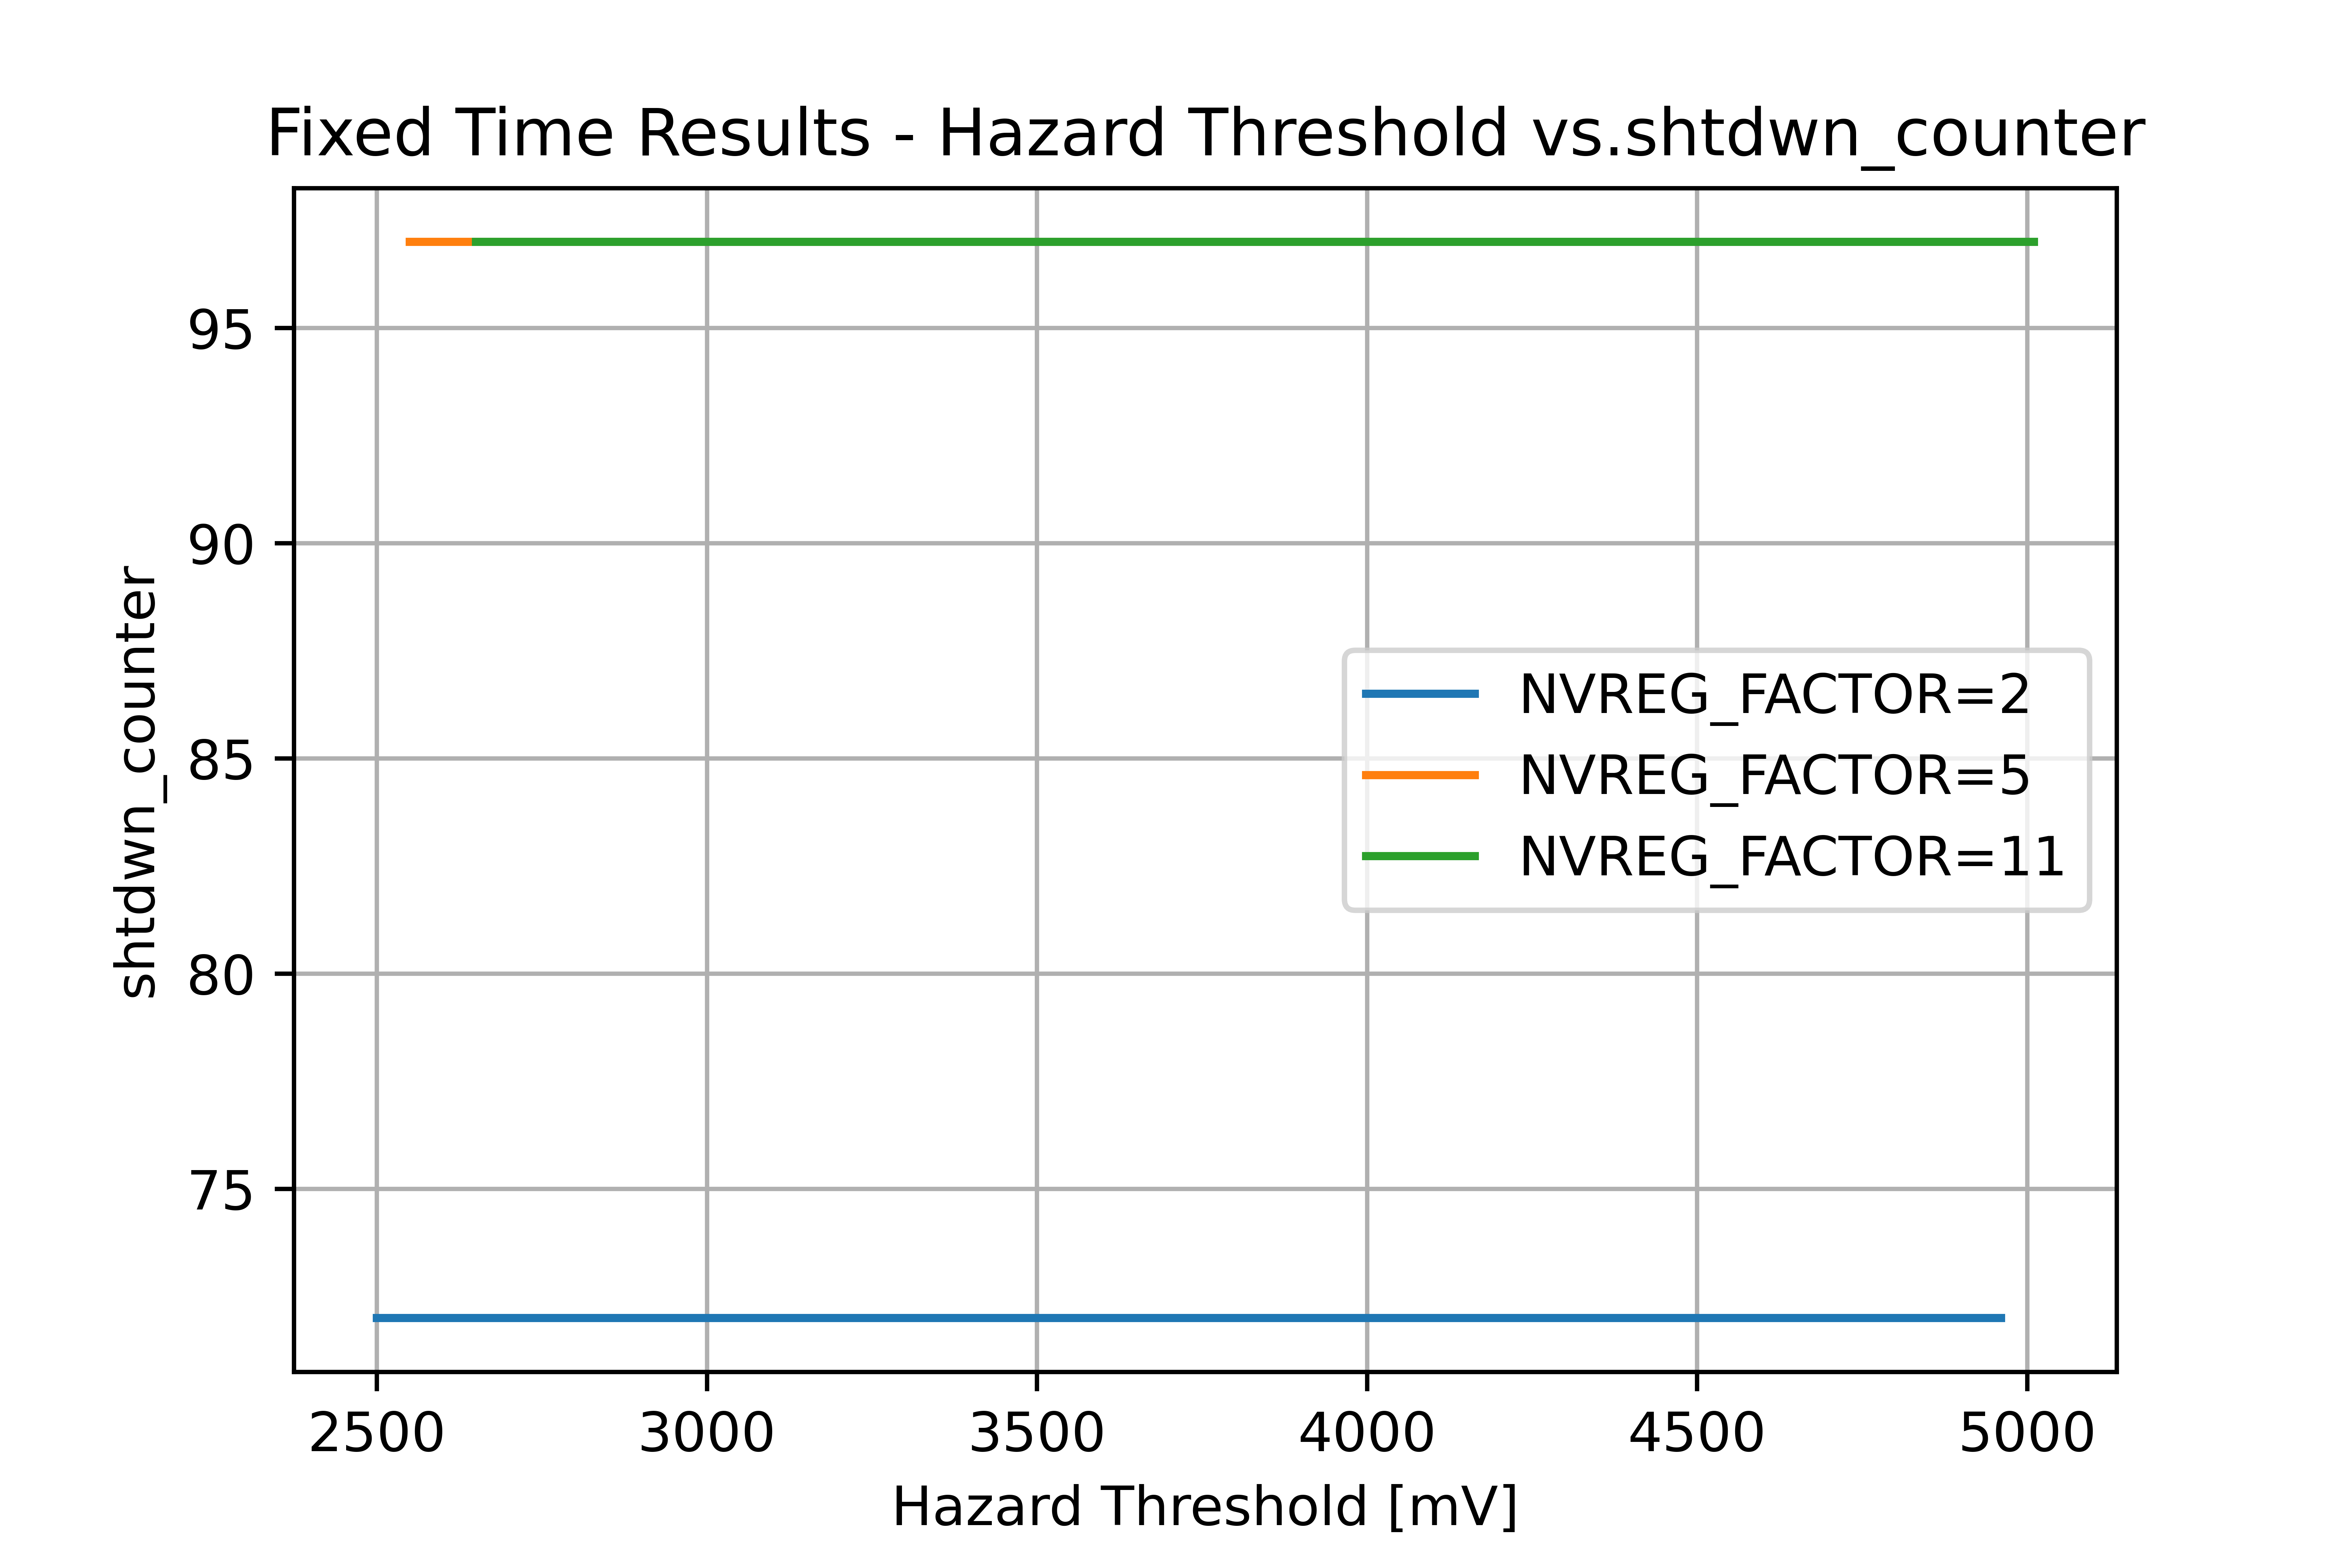 Fixed Time Results - Hazard Threshold vs.shtdwn_counter
shtdwn_counter
95
90
85
80
75
NVREG_FACTOR=2
NVREG_FACTOR=5
NVREG_FACTOR=11
2500 3000 3500 4000 4500 5000
Hazard Threshold [mV]